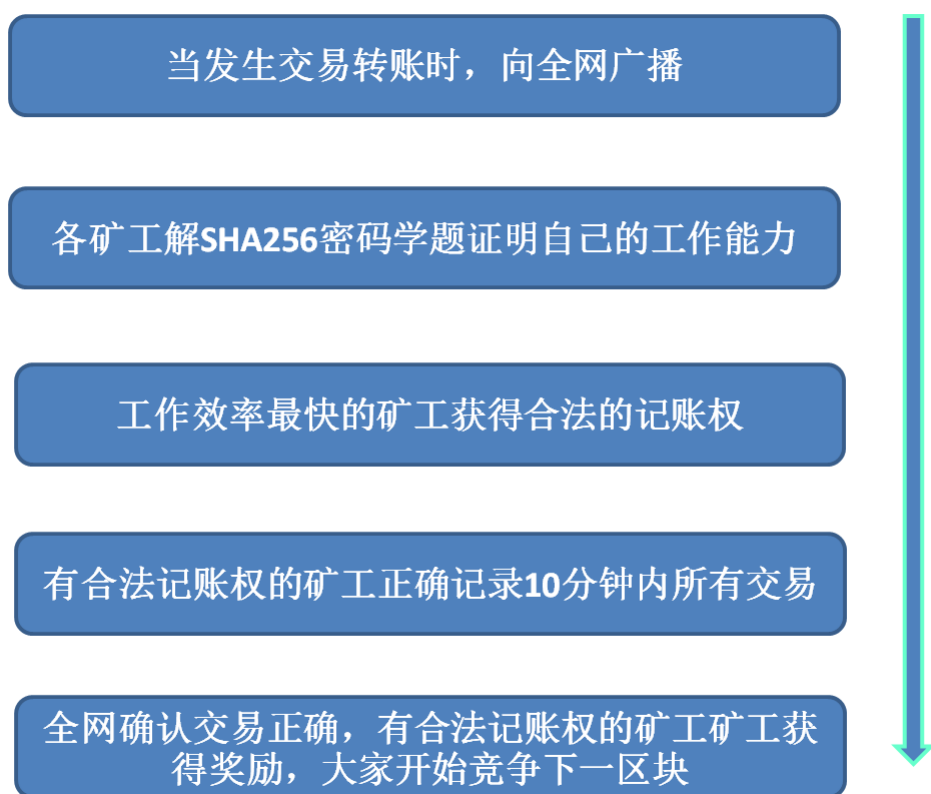 当发生交易转账时，向全网广播
各矿工解SHA256密码学题证明自己的工作能力
工作效率最快的矿工获得合法的记账权
有合法记账权的矿工正确记录10分钟内所有交易
全网确认交易正确，有合法记账权的矿工矿工获
得奖励，大家开始竞争下一区块